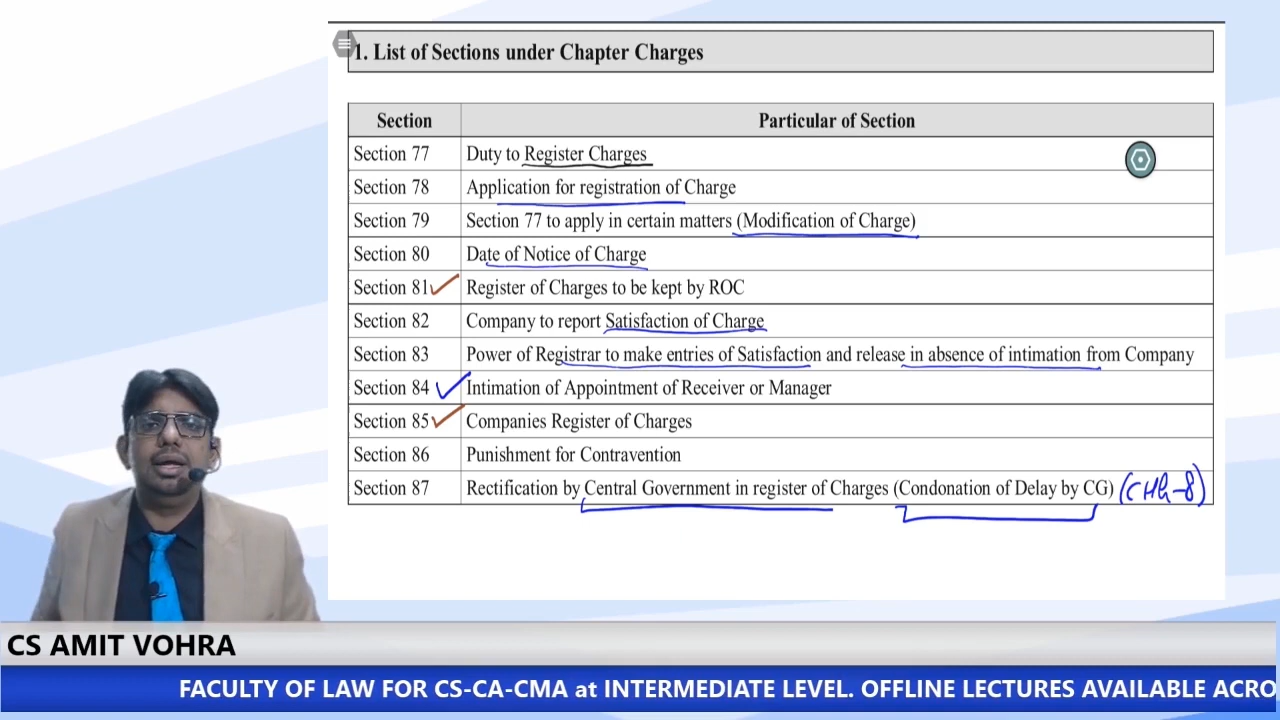 1. List of Sections under Chapter Charges
Section Particular of Section
Section 77 Duty to Register Charges
Section 78 Application for registration of Charge
Section 79 Section 77 to apply in certain matters (Modification of Charge)
Section 80 Date of Notice of Charge
Section 81 Register of Charges to be kept by ROC
Section 82 Company to report Satisfaction of Charge
Section 83 Power of Registrar to make entries of Satisfaction and release in absence of intimation from Company
Section 84 Intimation of Appointment of Receiver or Manager
Section 85 Companies Register of Charges
Section 86 Punishment for Contravention
Section 87 Rectification by Central Government in register of Charges (Condonation of Delay by CG) (CHG-8)
CS AMIT VOHRA
FACULTY OF LAW FOR CS-CA-CMA at INTERMEDIATE LEVEL. OFFLINE LECTURES AVAILABLE ACRO